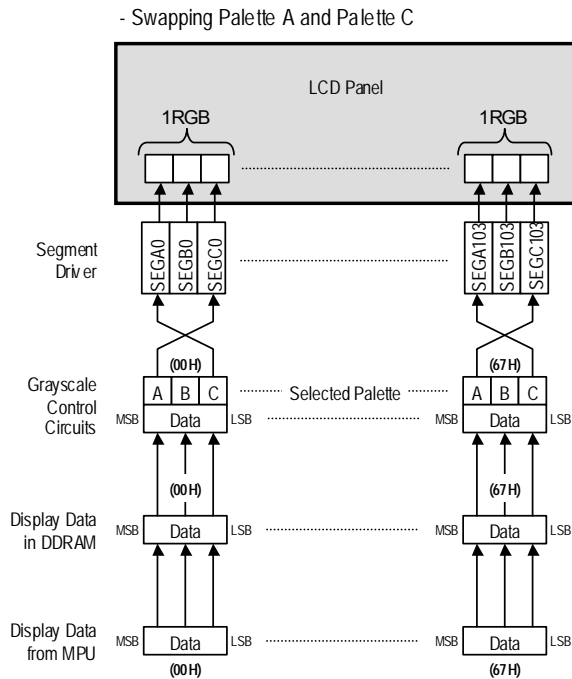 - Swapping Palette A and Palette C
LCD Panel
1RGB 1RGB
Segment
Driver
SEGA0 SEGB0 SEGC0 SEGA103 SEGB103 SEGC103
(00H) (67H)
Grayscale
Control
Circuits
A B C Selected Palette A B C
MSB Data LSB MSB Data LSB
(00H) (67H)
Display Data
in DDRAM
MSB Data LSB MSB Data LSB
Display Data
from MPU
MSB Data LSB MSB Data LSB
(00H) (67H)